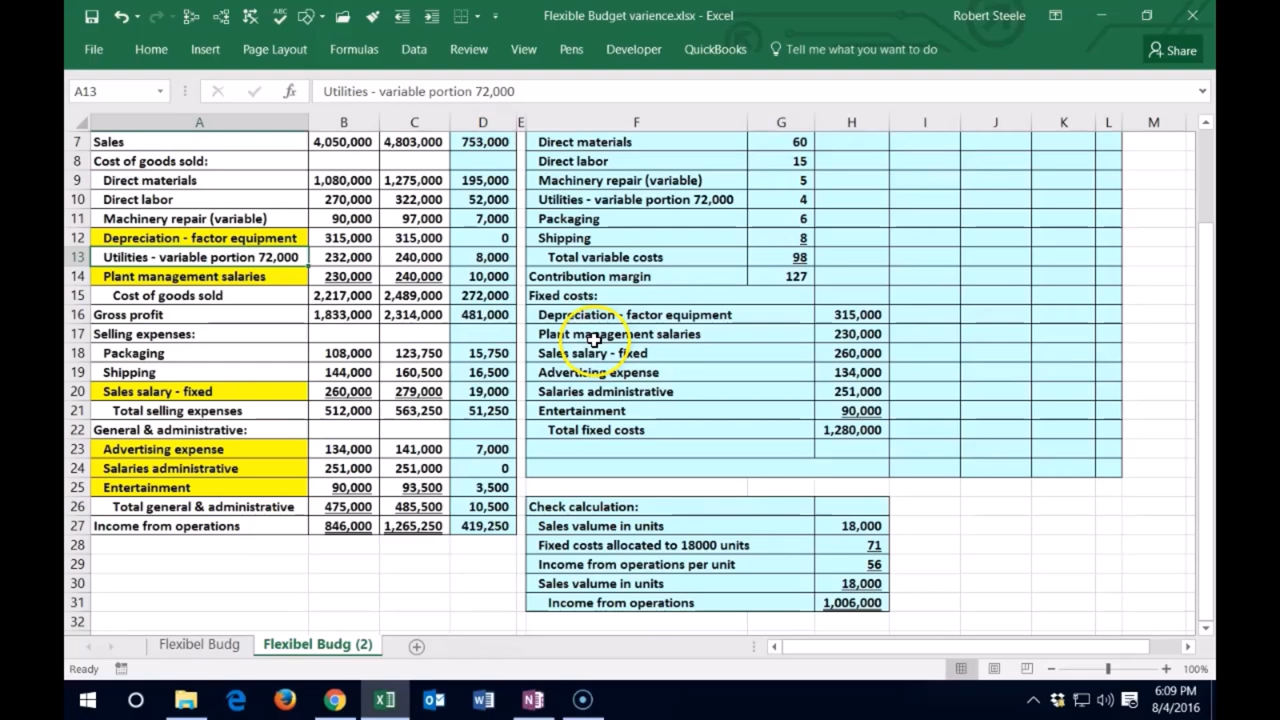 Flexible Budget varience.xlsx - Excel
Robert Steele
File Home Insert Page Layout Formulas Data Review View Pens Developer QuickBooks Tell me what you want to do Share
A13 fx Utilities - variable portion 72,000
A B C D E F G H I J K L M
7 Sales 4,050,000 4,803,000 753,000 Direct materials 60
8 Cost of goods sold: Direct labor 15
9 Direct materials 1,080,000 1,275,000 195,000 Machinery repair (variable) 5
10 Direct labor 270,000 322,000 52,000 Utilities - variable portion 72,000 4
11 Machinery repair (variable) 90,000 97,000 7,000 Packaging 6
12 Depreciation - factor equipment 315,000 315,000 0 Shipping 8
13 Utilities - variable portion 72,000 232,000 240,000 8,000 Total variable costs 98
14 Plant management salaries 230,000 240,000 10,000 Contribution margin 127
15 Cost of goods sold 2,217,000 2,489,000 272,000 Fixed costs:
16 Gross profit 1,833,000 2,314,000 481,000 Depreciation - factor equipment 315,000
17 Selling expenses: Plant management salaries 230,000
18 Packaging 108,000 123,750 15,750 Sales salary - fixed 260,000
19 Shipping 144,000 160,500 16,500 Advertising expense 134,000
20 Sales salary - fixed 260,000 279,000 19,000 Salaries administrative 251,000
21 Total selling expenses 512,000 563,250 51,250 Entertainment 90,000
22 General & administrative: Total fixed costs 1,280,000
23 Advertising expense 134,000 141,000 7,000
24 Salaries administrative 251,000 251,000 0
25 Entertainment 90,000 93,500 3,500
26 Total general & administrative 475,000 485,500 10,500 Check calculation:
27 Income from operations 846,000 1,265,250 419,250 Sales valume in units 18,000
28 Fixed costs allocated to 18000 units 71
29 Income from operations per unit 56
30 Sales valume in units 18,000
31 Income from operations 1,006,000
32
Flexibel Budg Flexibel Budg (2)
Ready 100%
6:09 PM
8/4/2016